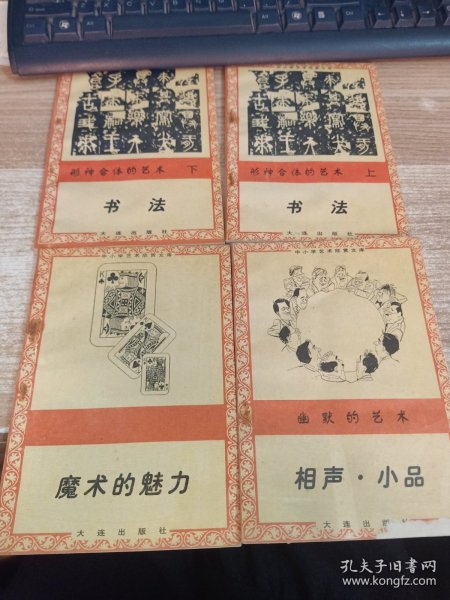 形神合体的艺术 下
书 法
大连出版社
形神合体的艺术 上
书 法
大连出版社
中小学艺术欣赏文库
魔术的魅力
大连出版社
中小学艺术欣赏文库
幽默的艺术
相声·小品
大连出
孔夫子旧书网
www.kongfz.com